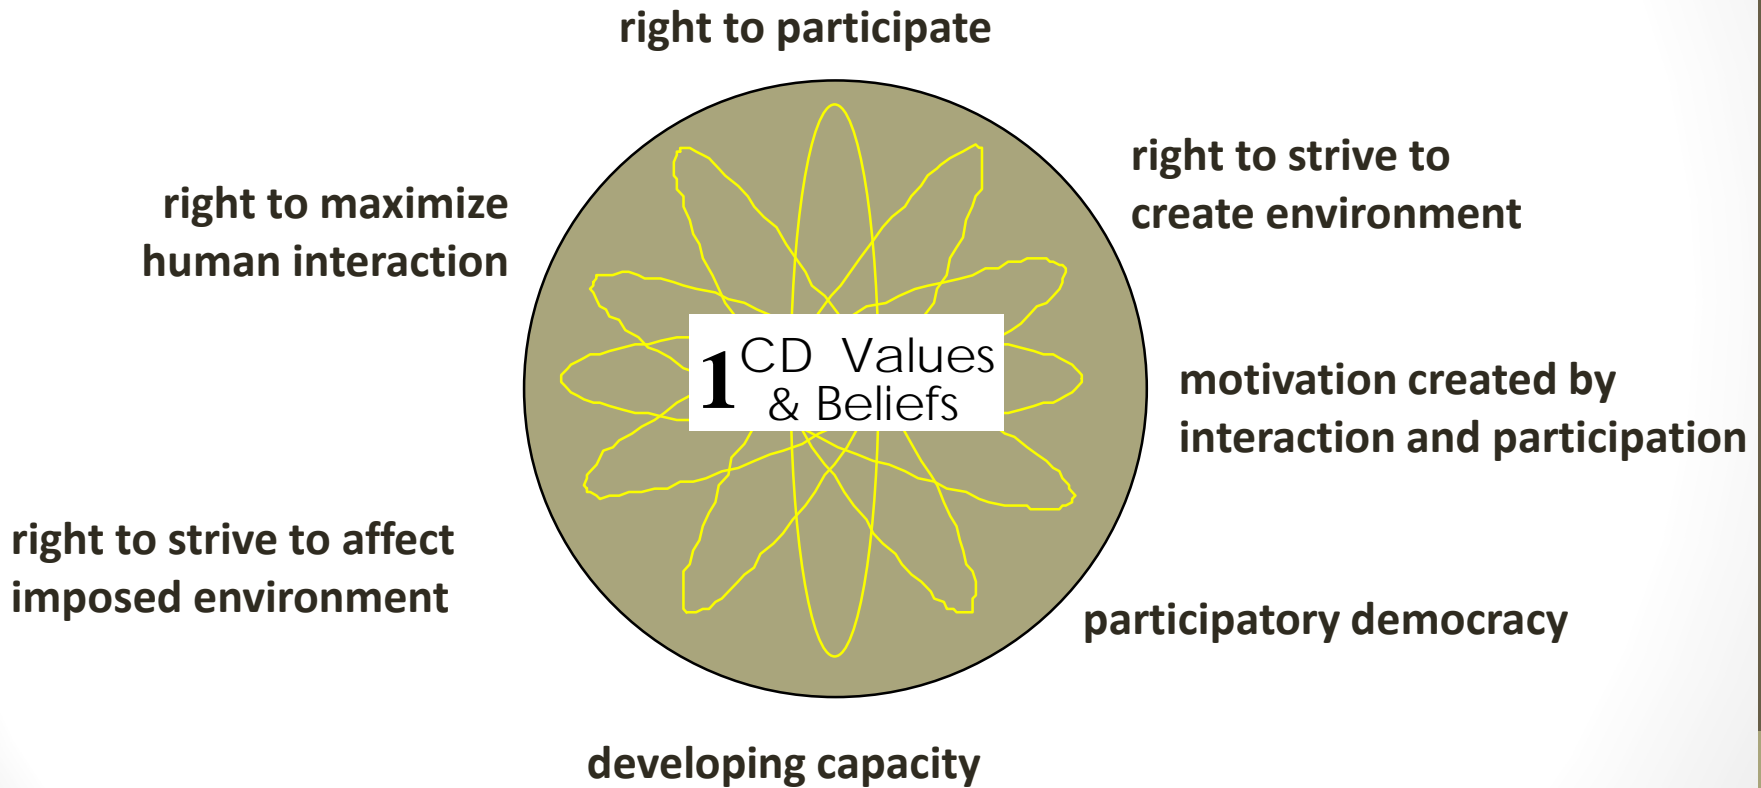 right to participate
right to strive to
create environment
right to maximize
human interaction
1 CD Values
& Beliefs
motivation created by
interaction and participation
right to strive to affect
imposed environment
participatory democracy
developing capacity